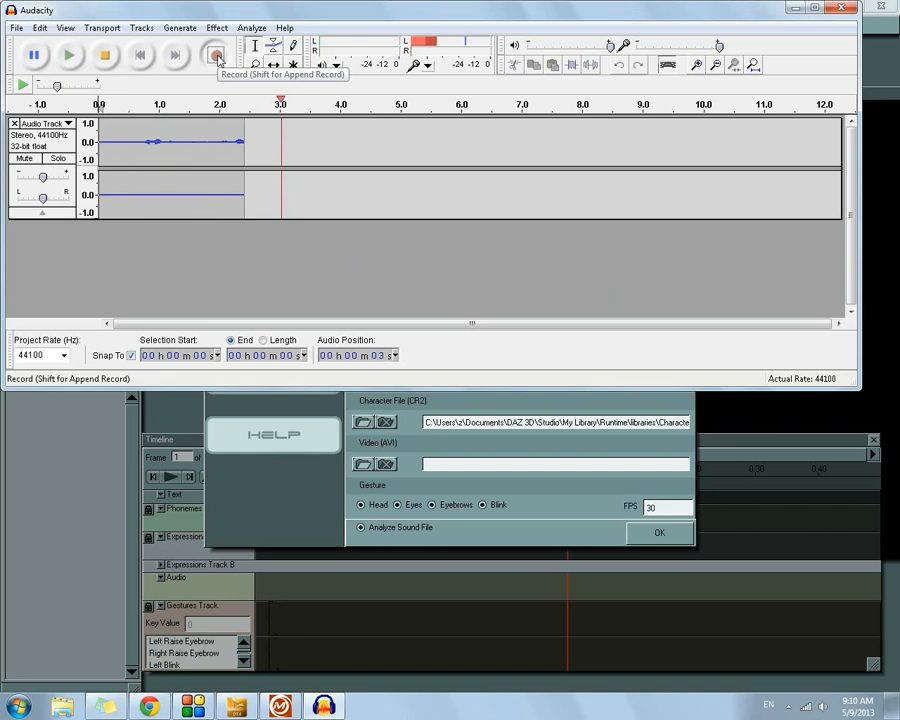 Audacity
File Edit View Transport Tracks Generate Effect Analyze Help
L
R
L
R
-24 -12 0
-24 -12 0
Record (Shift for Append Record)
- 1.0 0.0 1.0 2.0 3.0 4.0 5.0 6.0 7.0 8.0 9.0 10.0 11.0 12.0
Audio Track
Stereo, 44100Hz
32-bit float
Mute Solo
- +
L R
1.0
0.0
-1.0
1.0
0.0
-1.0
Project Rate (Hz):
44100
Snap To
Selection Start:
00 h 00 m 00 s
End Length
00 h 00 m 00 s
Audio Position:
00 h 00 m 03 s
Record (Shift for Append Record)
Actual Rate: 44100
HELP
Character File (CR2)
C:\Users\z\Documents\DAZ 3D\Studio\My Library\Runtime\libraries\Characte
Video (AVI)
Gesture
Head Eyes Eyebrows Blink
FPS 30
Analyze Sound File
OK
Timeline
Frame 1 of
0.30 0.40
Text
Phonemes
Expression
Expressions Track B
Audio
Gestures Track
Key Value 0
Left Raise Eyebrow
Right Raise Eyebrow
Left Blink
EN
9:10 AM
5/9/2013